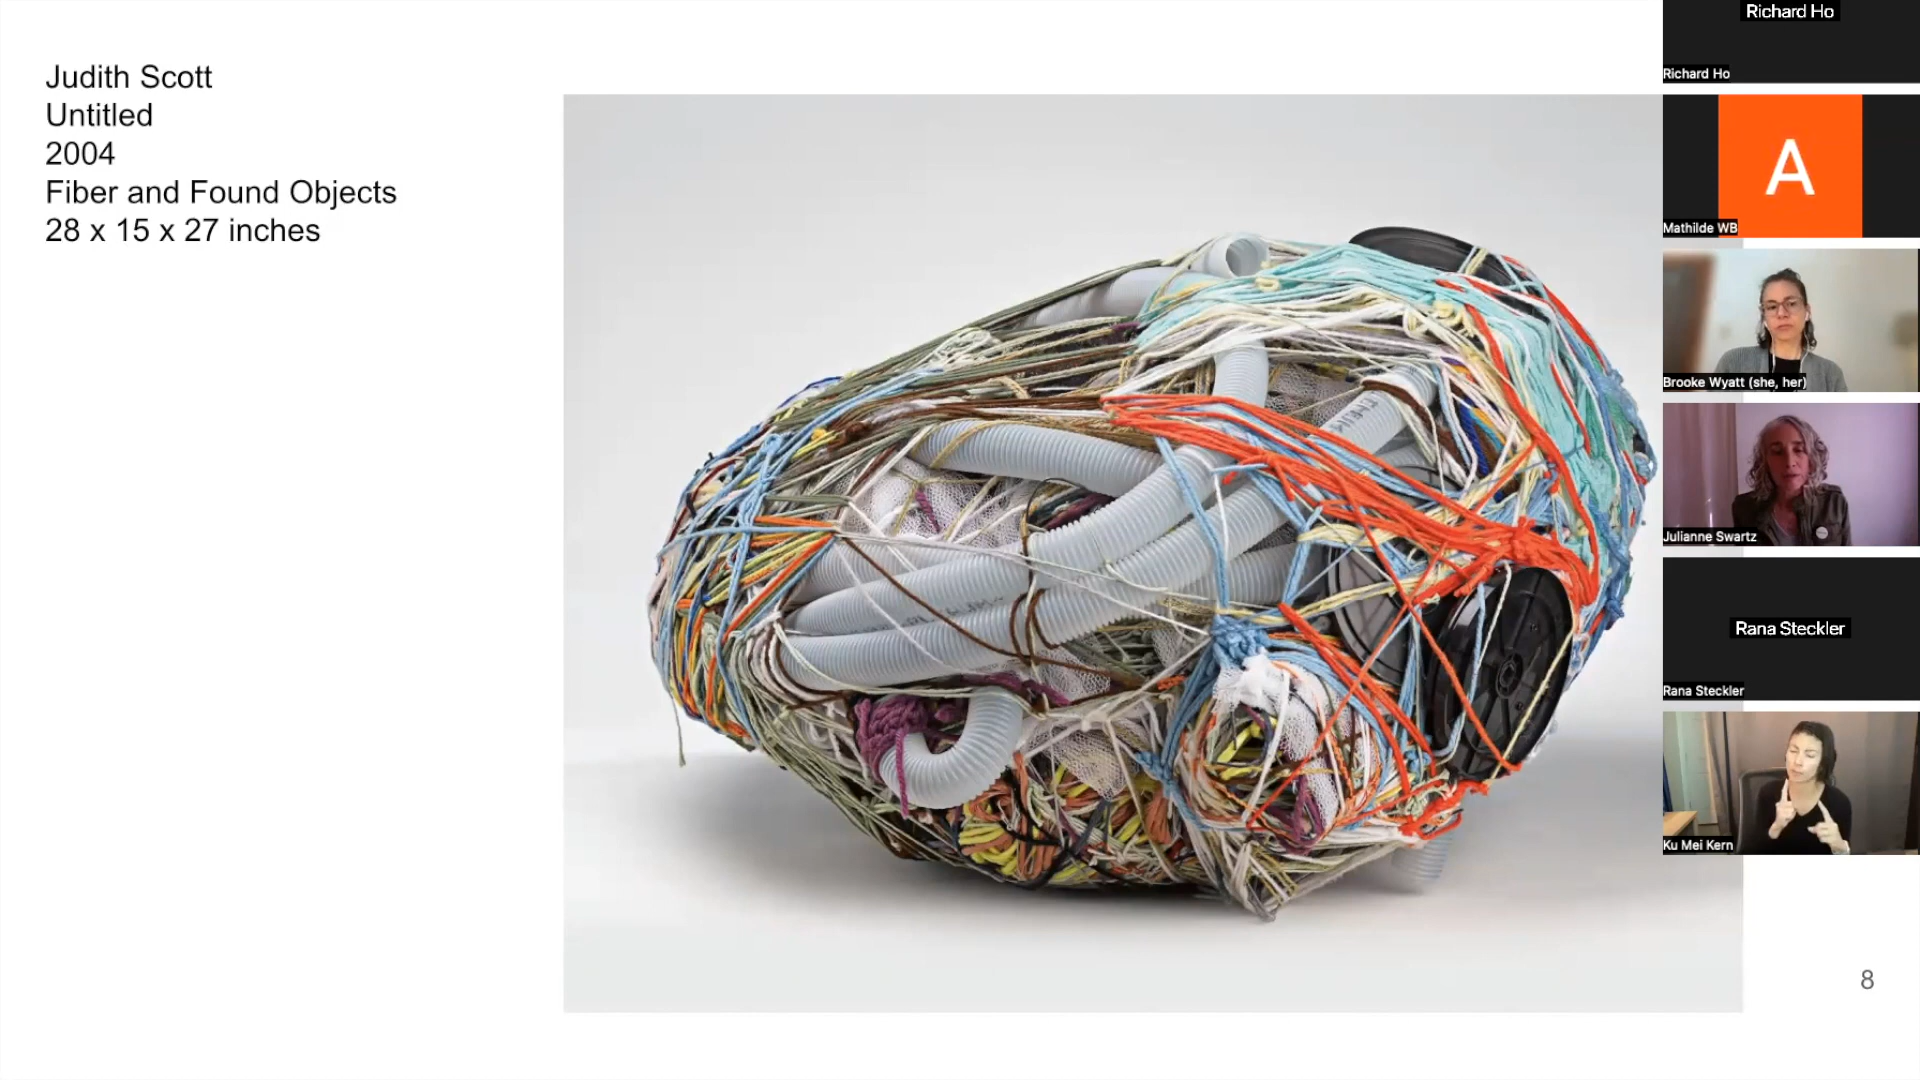 Judith Scott
Untitled
2004
Fiber and Found Objects
28 x 15 x 27 inches
Richard Ho
Richard Ho
A
Mathilde WB
Brooke Wyatt (she, her)
Julianne Swartz
Rana Steckler
Rana Steckler
Ku Mei Kern
8